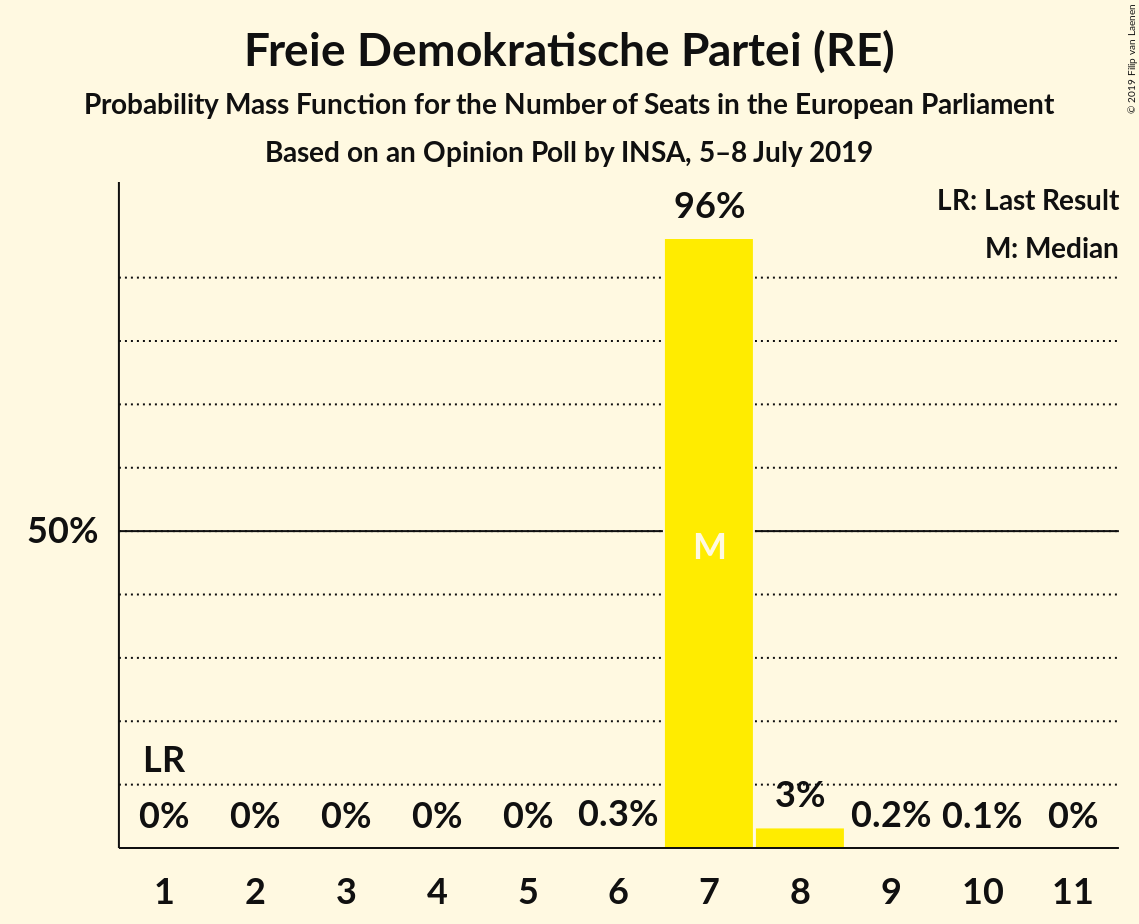 Freie Demokratische Partei (RE)
Probability Mass Function for the Number of Seats in the European Parliament
Based on an Opinion Poll by INSA, 5–8 July 2019
© 2019 Filip van Laenen
LR: Last Result
M: Median
96%
50%
M
LR
0% 0% 0% 0% 0% 0.3% 3% 0.2% 0.1% 0%
1 2 3 4 5 6 7 8 9 10 11